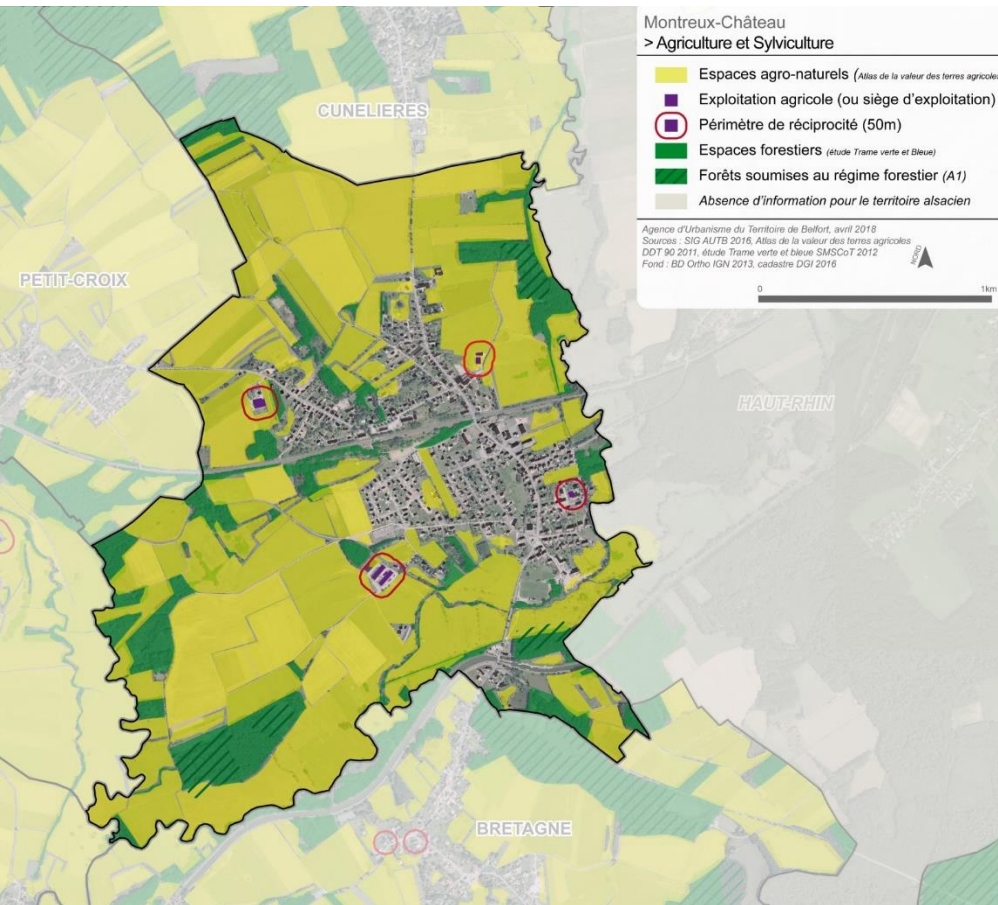 Montreux-Château
> Agriculture et Sylviculture
Espaces agro-naturels (Atlas de la valeur des terres agricoles
Exploitation agricole (ou siège d'exploitation)
Périmètre de réciprocité (50m)
Espaces forestiers (étude Trame verte et Bleue)
Forêts soumises au régime forestier (A1)
Absence d'information pour le territoire alsacien
Agence d'Urbanisme du Territoire de Belfort, avril 2018
Sources : SIG AUTB 2016, Atlas de la valeur des terres agricoles
DDT 90 2011, étude Trame verte et bleue SMSCoT 2012
Fond : BD Ortho IGN 2013, cadastre DGI 2016
NORD
0 1km
CUNELIERES
PETIT-CROIX
HAUT-RHIN
BRETAGNE